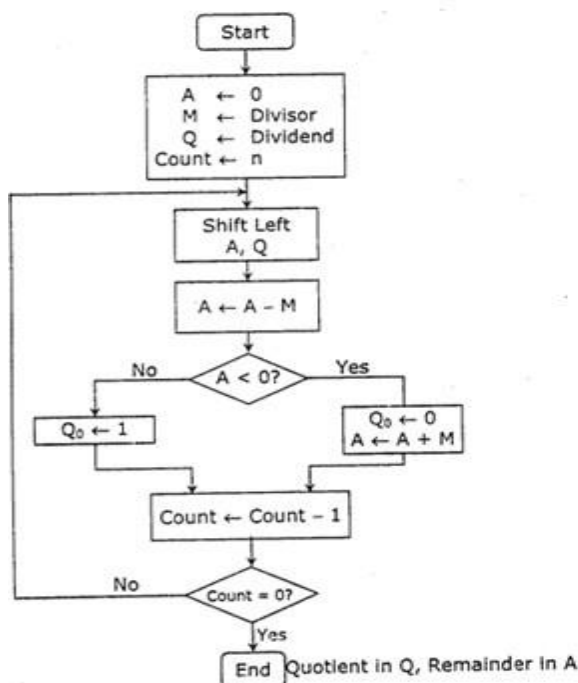 Start
A ← 0
M ← Divisor
Q ← Dividend
Count ← n
Shift Left
A, Q
A ← A − M
No
A < 0?
Yes
Q₀ ← 1
Q₀ ← 0
A ← A + M
Count ← Count − 1
No
Count = 0?
Yes
End Quotient in Q, Remainder in A